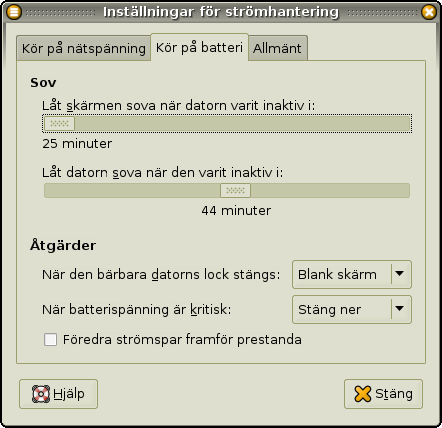 Inställningar för strömhantering
Kör på nätspänning Kör på batteri Allmänt
Sov
Låt skärmen sova när datorn varit inaktiv i:
25 minuter
Låt datorn sova när den varit inaktiv i:
44 minuter
Åtgärder
När den bärbara datorns lock stängs: Blank skärm
När batterispänning är kritisk: Stäng ner
Föredra strömspar framför prestanda
Hjälp Stäng